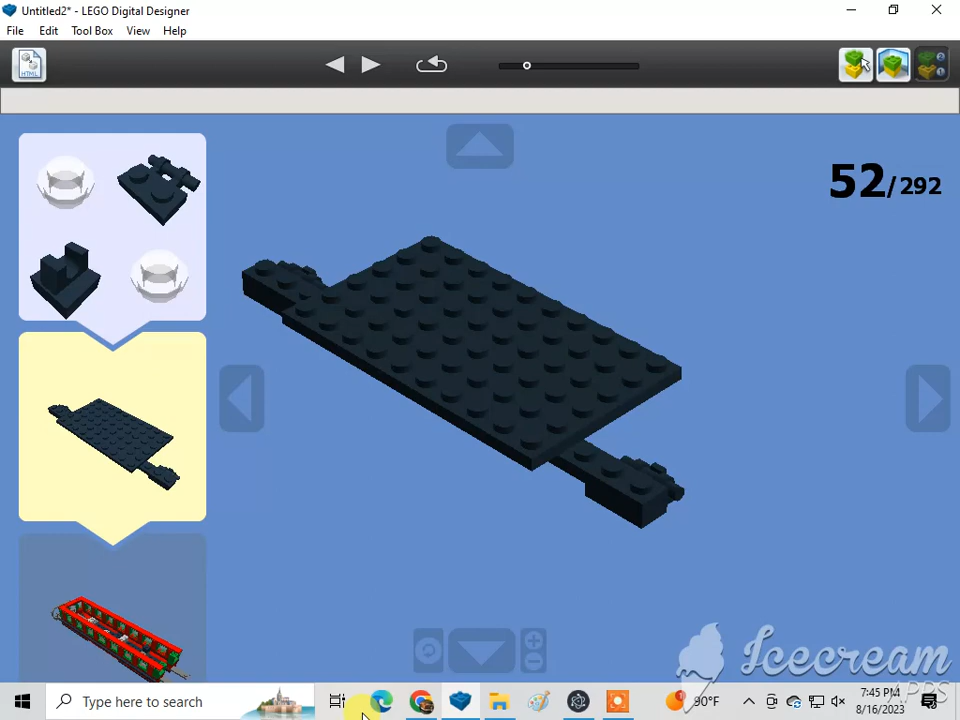 Untitled2* - LEGO Digital Designer
File Edit Tool Box View Help
HTML
52/292
Icecream
APPS
Type here to search
90°F
7:45 PM
8/16/2023